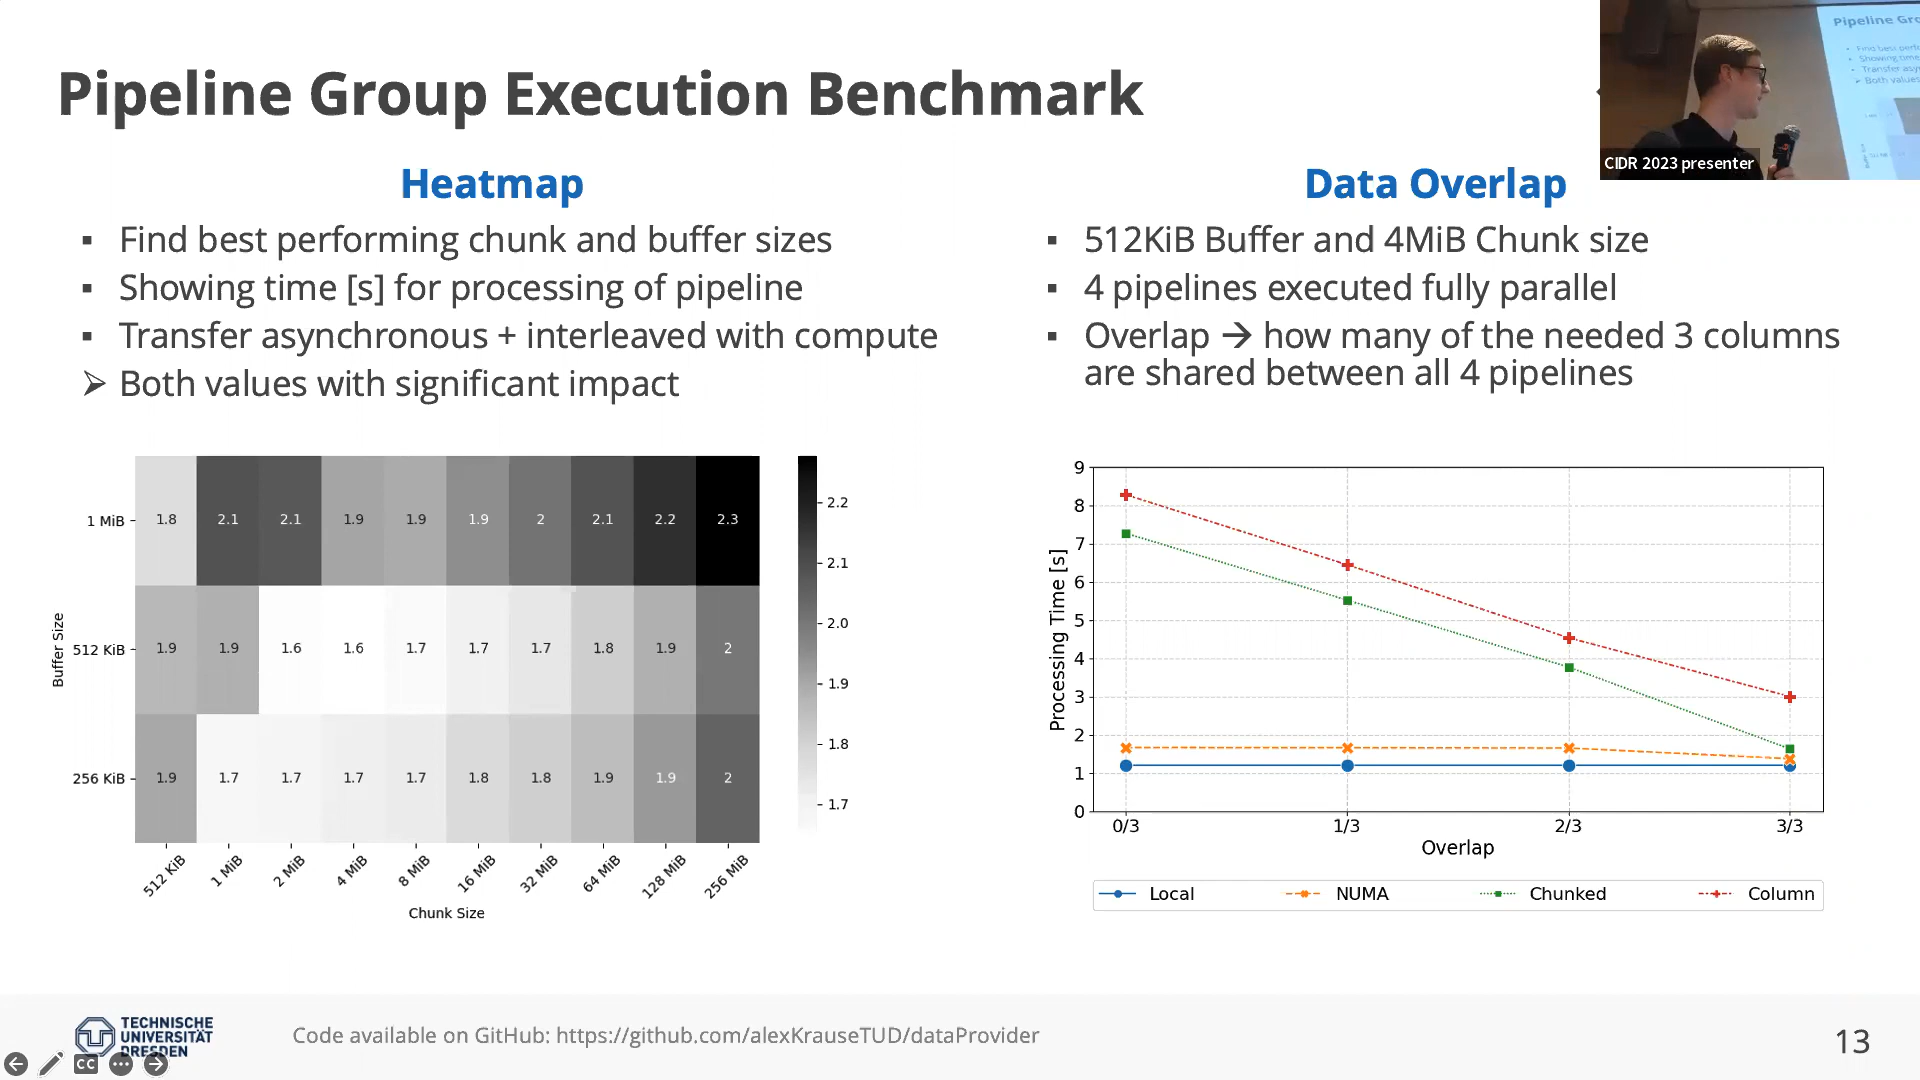 Pipeline Group Execution Benchmark
CIDR 2023 presenter
Heatmap
▪ Find best performing chunk and buffer sizes
▪ Showing time [s] for processing of pipeline
▪ Transfer asynchronous + interleaved with compute
➢ Both values with significant impact
Buffer Size
1 MiB 1.8 2.1 2.1 1.9 1.9 1.9 2 2.1 2.2 2.3
512 KiB 1.9 1.9 1.6 1.6 1.7 1.7 1.7 1.8 1.9 2
256 KiB 1.9 1.7 1.7 1.7 1.7 1.8 1.8 1.9 1.9 2
512 KiB 1 MiB 2 MiB 4 MiB 8 MiB 16 MiB 32 MiB 64 MiB 128 MiB 256 MiB
Chunk Size
2.2
2.1
2.0
1.9
1.8
1.7
Data Overlap
▪ 512KiB Buffer and 4MiB Chunk size
▪ 4 pipelines executed fully parallel
▪ Overlap → how many of the needed 3 columns
are shared between all 4 pipelines
Processing Time [s]
9
8
7
6
5
4
3
2
1
0
0/3 1/3 2/3 3/3
Overlap
Local NUMA Chunked Column
TECHNISCHE
UNIVERSITÄT
DRESDEN
Code available on GitHub: https://github.com/alexKrauseTUD/dataProvider
13
CC